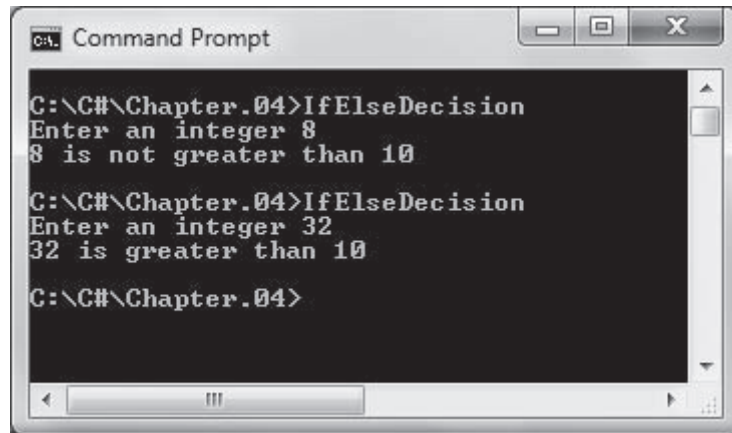 Command Prompt
C:\C#\Chapter.04>IfElseDecision
Enter an integer 8
8 is not greater than 10
C:\C#\Chapter.04>IfElseDecision
Enter an integer 32
32 is greater than 10
C:\C#\Chapter.04>